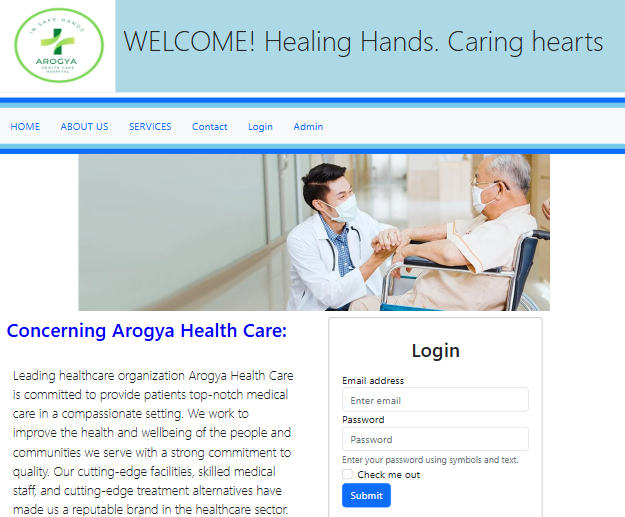 IN SAFE HANDS
AROGYA
HEALTH CARE
HOSPITAL
WELCOME! Healing Hands. Caring hearts
HOME ABOUT US SERVICES Contact Login Admin
Concerning Arogya Health Care:
Leading healthcare organization Arogya Health Care
is committed to provide patients top-notch medical
care in a compassionate setting. We work to
improve the health and wellbeing of the people and
communities we serve with a strong commitment to
quality. Our cutting-edge facilities, skilled medical
staff, and cutting-edge treatment alternatives have
made us a reputable brand in the healthcare sector.
Login
Email address
Enter email
Password
Password
Enter your password using symbols and text.
Check me out
Submit